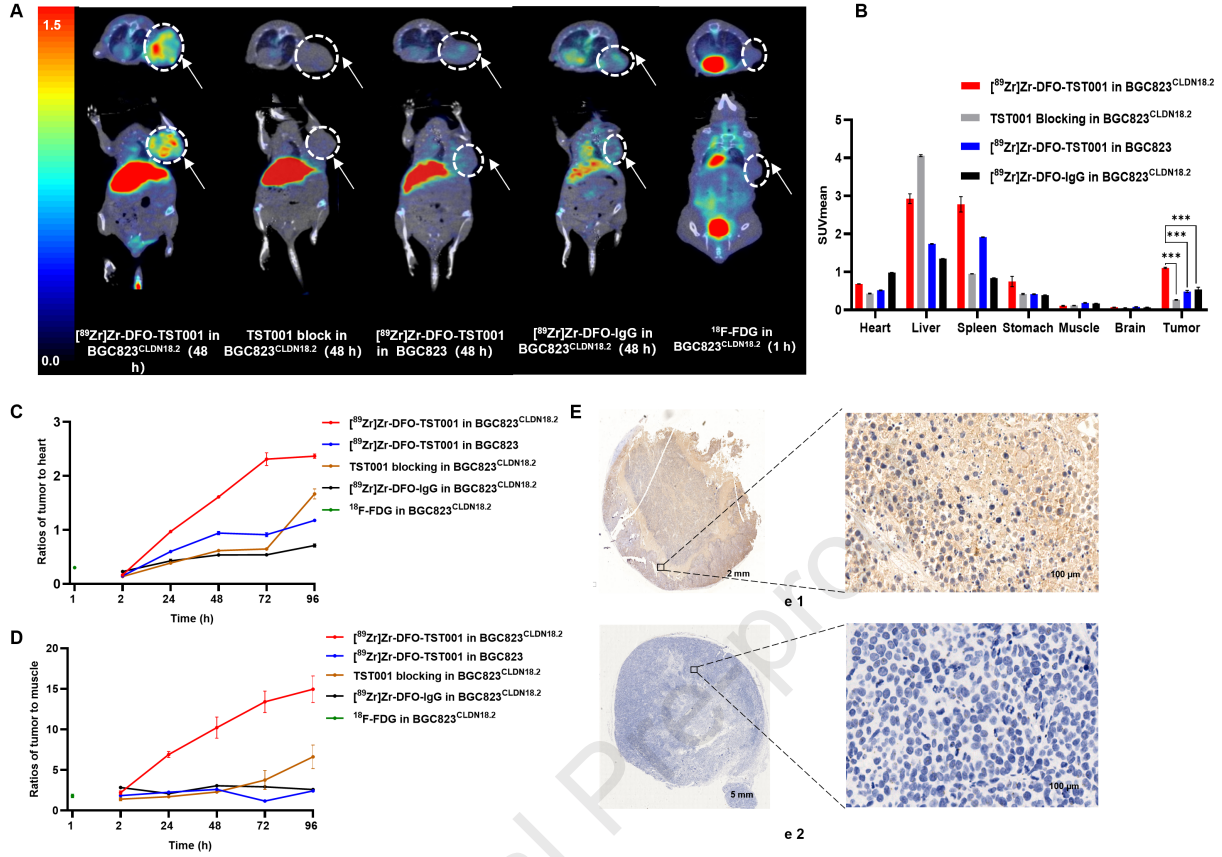 A
1.5
0.0
[⁸⁹Zr]Zr-DFO-TST001 in
BGC823ᶜᴸᴰᴺ¹⁸·² (48
h)
TST001 block in
BGC823ᶜᴸᴰᴺ¹⁸·² (48 h)
[⁸⁹Zr]Zr-DFO-TST001
in BGC823 (48 h)
[⁸⁹Zr]Zr-DFO-IgG in
BGC823ᶜᴸᴰᴺ¹⁸·² (48 h)
¹⁸F-FDG in
BGC823ᶜᴸᴰᴺ¹⁸·² (1 h)
B
[⁸⁹Zr]Zr-DFO-TST001 in BGC823ᶜᴸᴰᴺ¹⁸·²
TST001 Blocking in BGC823ᶜᴸᴰᴺ¹⁸·²
[⁸⁹Zr]Zr-DFO-TST001 in BGC823
[⁸⁹Zr]Zr-DFO-IgG in BGC823ᶜᴸᴰᴺ¹⁸·²
SUVmean
5
4
3
2
1
0
***
***
***
Heart Liver Spleen Stomach Muscle Brain Tumor
C
Ratios of tumor to heart
3
2
1
0
1 2 24 48 72 96
Time (h)
[⁸⁹Zr]Zr-DFO-TST001 in BGC823ᶜᴸᴰᴺ¹⁸·²
[⁸⁹Zr]Zr-DFO-TST001 in BGC823
TST001 blocking in BGC823ᶜᴸᴰᴺ¹⁸·²
[⁸⁹Zr]Zr-DFO-IgG in BGC823ᶜᴸᴰᴺ¹⁸·²
¹⁸F-FDG in BGC823ᶜᴸᴰᴺ¹⁸·²
D
Ratios of tumor to muscle
20
15
10
5
0
1 2 24 48 72 96
Time (h)
[⁸⁹Zr]Zr-DFO-TST001 in BGC823ᶜᴸᴰᴺ¹⁸·²
[⁸⁹Zr]Zr-DFO-TST001 in BGC823
TST001 blocking in BGC823ᶜᴸᴰᴺ¹⁸·²
[⁸⁹Zr]Zr-DFO-IgG in BGC823ᶜᴸᴰᴺ¹⁸·²
¹⁸F-FDG in BGC823ᶜᴸᴰᴺ¹⁸·²
E
2 mm
100 µm
e 1
5 mm
100 µm
e 2